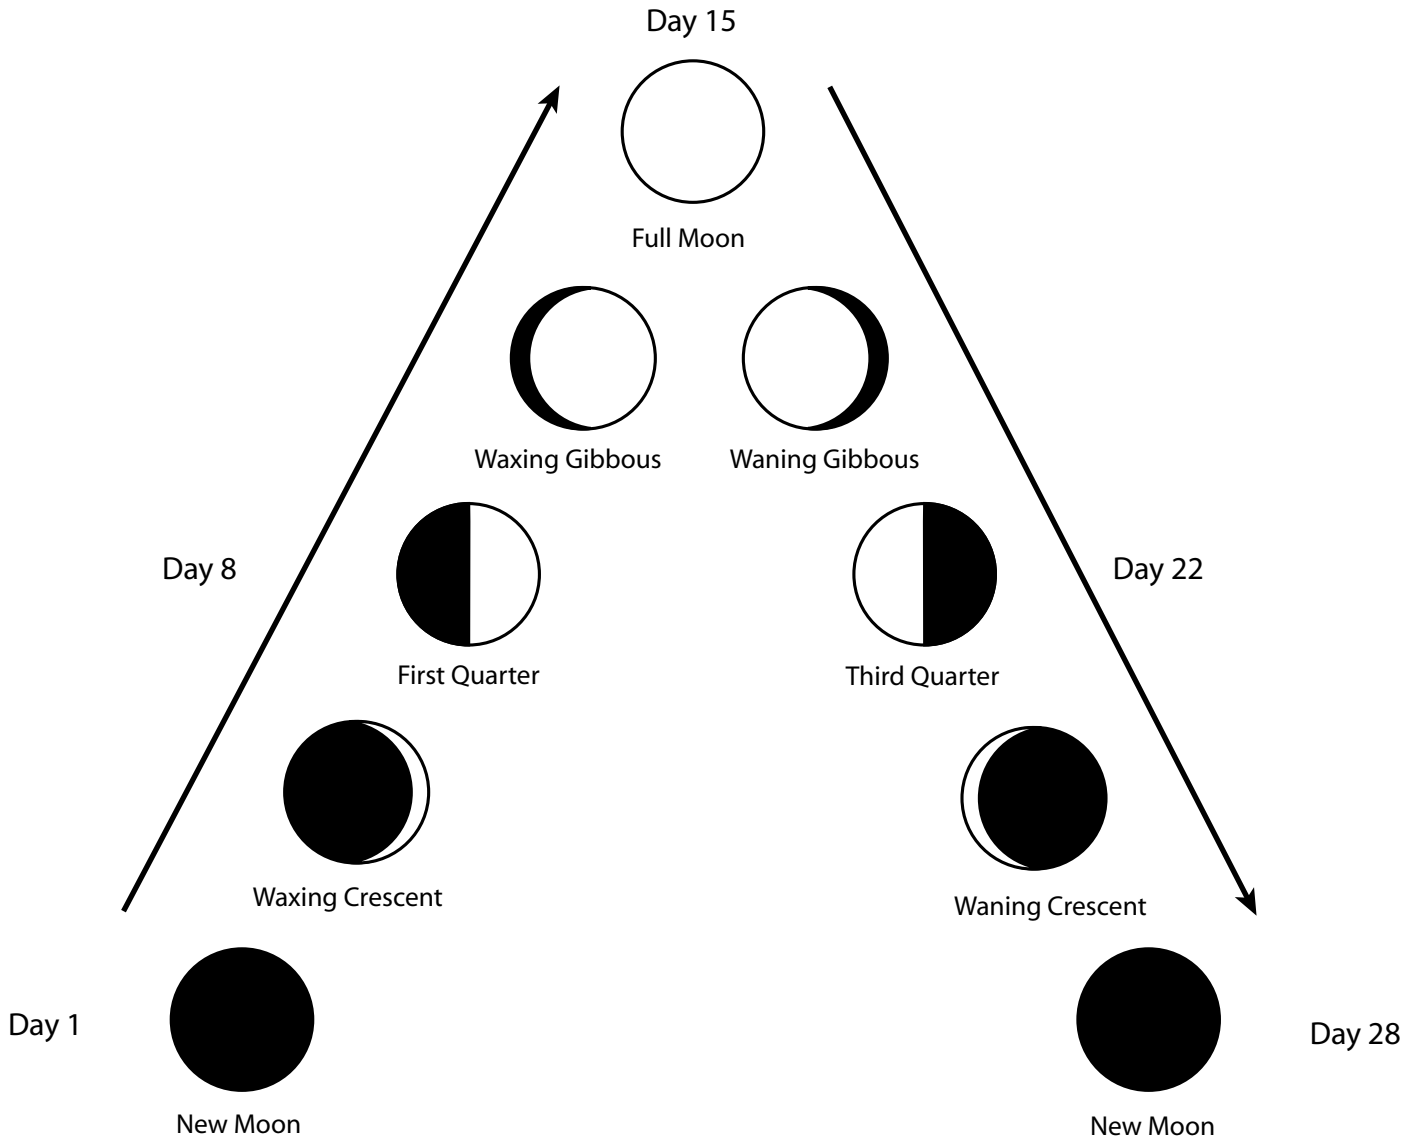 Day 15
Full Moon
Waxing Gibbous
Waning Gibbous
Day 8
Day 22
First Quarter
Third Quarter
Waxing Crescent
Waning Crescent
Day 1
Day 28
New Moon
New Moon